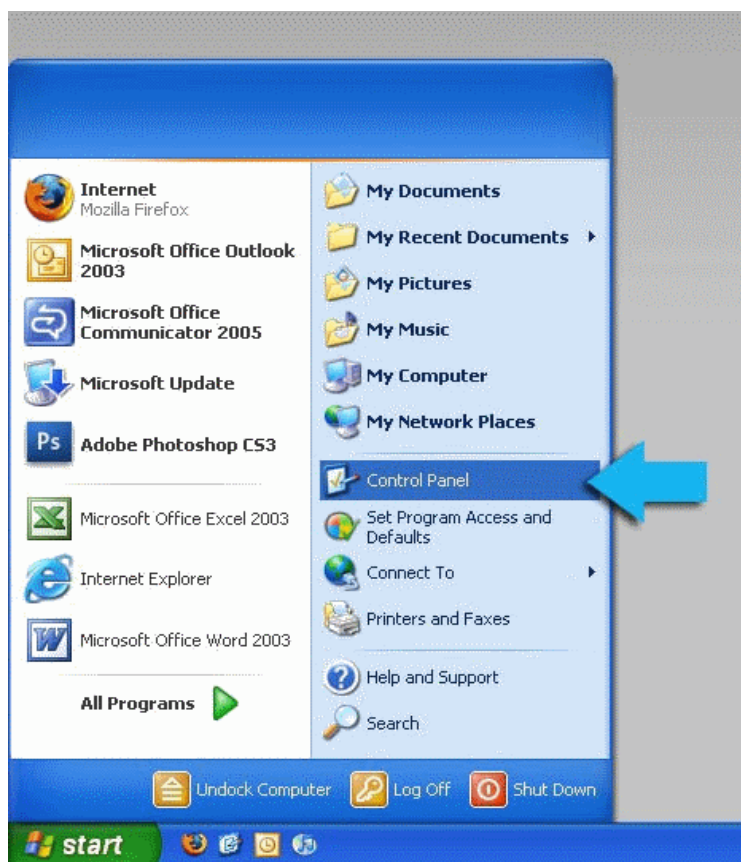 Internet
Mozilla Firefox
Microsoft Office Outlook
2003
Microsoft Office
Communicator 2005
Microsoft Update
Ps
Adobe Photoshop CS3
Microsoft Office Excel 2003
Internet Explorer
Microsoft Office Word 2003
All Programs
My Documents
My Recent Documents
My Pictures
My Music
My Computer
My Network Places
Control Panel
Set Program Access and
Defaults
Connect To
Printers and Faxes
Help and Support
Search
Undock Computer
Log Off
Shut Down
start